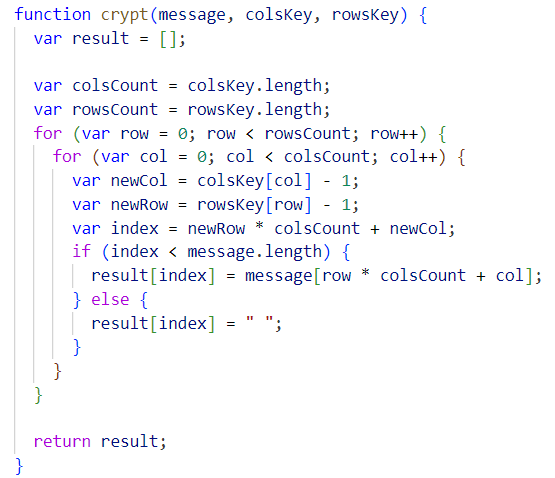 function crypt(message, colsKey, rowsKey) {
  var result = [];

  var colsCount = colsKey.length;
  var rowsCount = rowsKey.length;
  for (var row = 0; row < rowsCount; row++) {
    for (var col = 0; col < colsCount; col++) {
      var newCol = colsKey[col] - 1;
      var newRow = rowsKey[row] - 1;
      var index = newRow * colsCount + newCol;
      if (index < message.length) {
        result[index] = message[row * colsCount + col];
      } else {
        result[index] = " ";
      }
    }
  }

  return result;
}